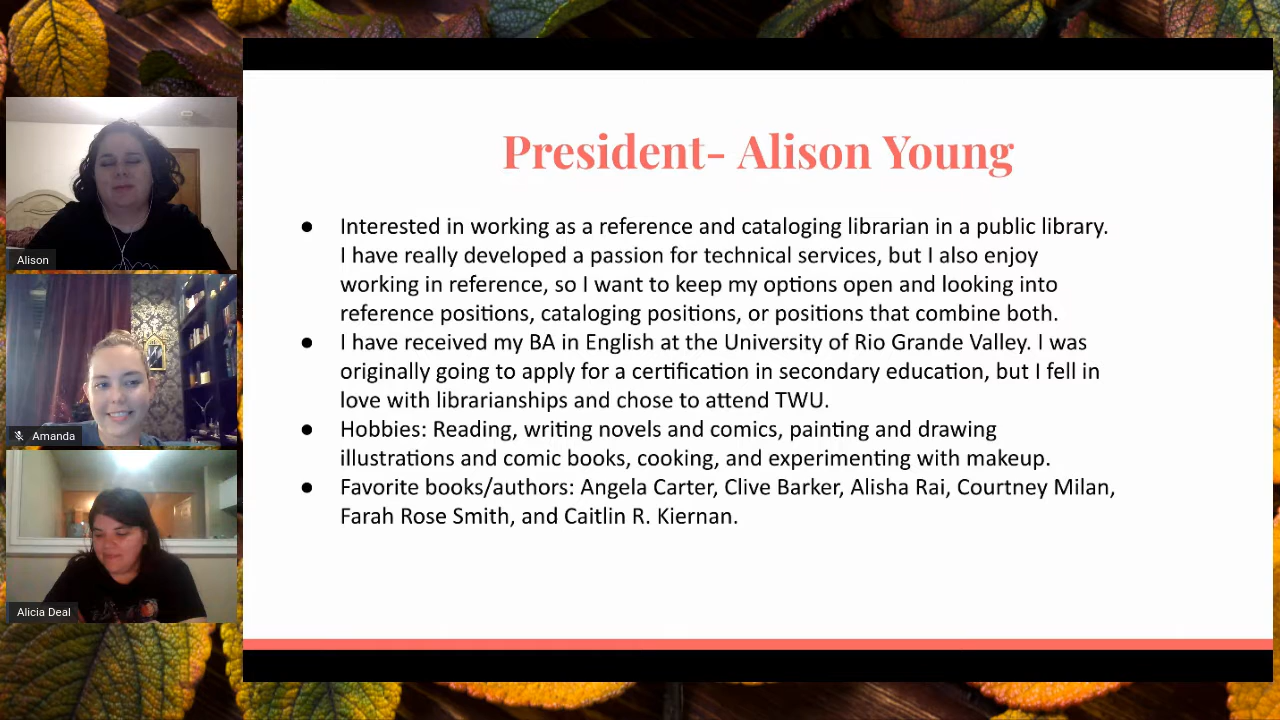 President- Alison Young
Interested in working as a reference and cataloging librarian in a public library.
I have really developed a passion for technical services, but I also enjoy
working in reference, so I want to keep my options open and looking into
reference positions, cataloging positions, or positions that combine both.
I have received my BA in English at the University of Rio Grande Valley. I was
originally going to apply for a certification in secondary education, but I fell in
love with librarianships and chose to attend TWU.
Hobbies: Reading, writing novels and comics, painting and drawing
illustrations and comic books, cooking, and experimenting with makeup.
Favorite books/authors: Angela Carter, Clive Barker, Alisha Rai, Courtney Milan,
Farah Rose Smith, and Caitlin R. Kiernan.
Alison
Amanda
Alicia Deal